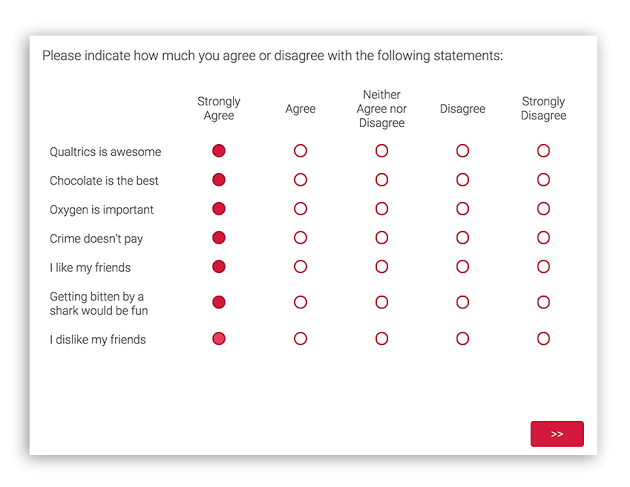 Please indicate how much you agree or disagree with the following statements:
Strongly
Agree
Agree
Neither
Agree nor
Disagree
Disagree
Strongly
Disagree
Qualtrics is awesome
Chocolate is the best
Oxygen is important
Crime doesn't pay
I like my friends
Getting bitten by a
shark would be fun
I dislike my friends
>>